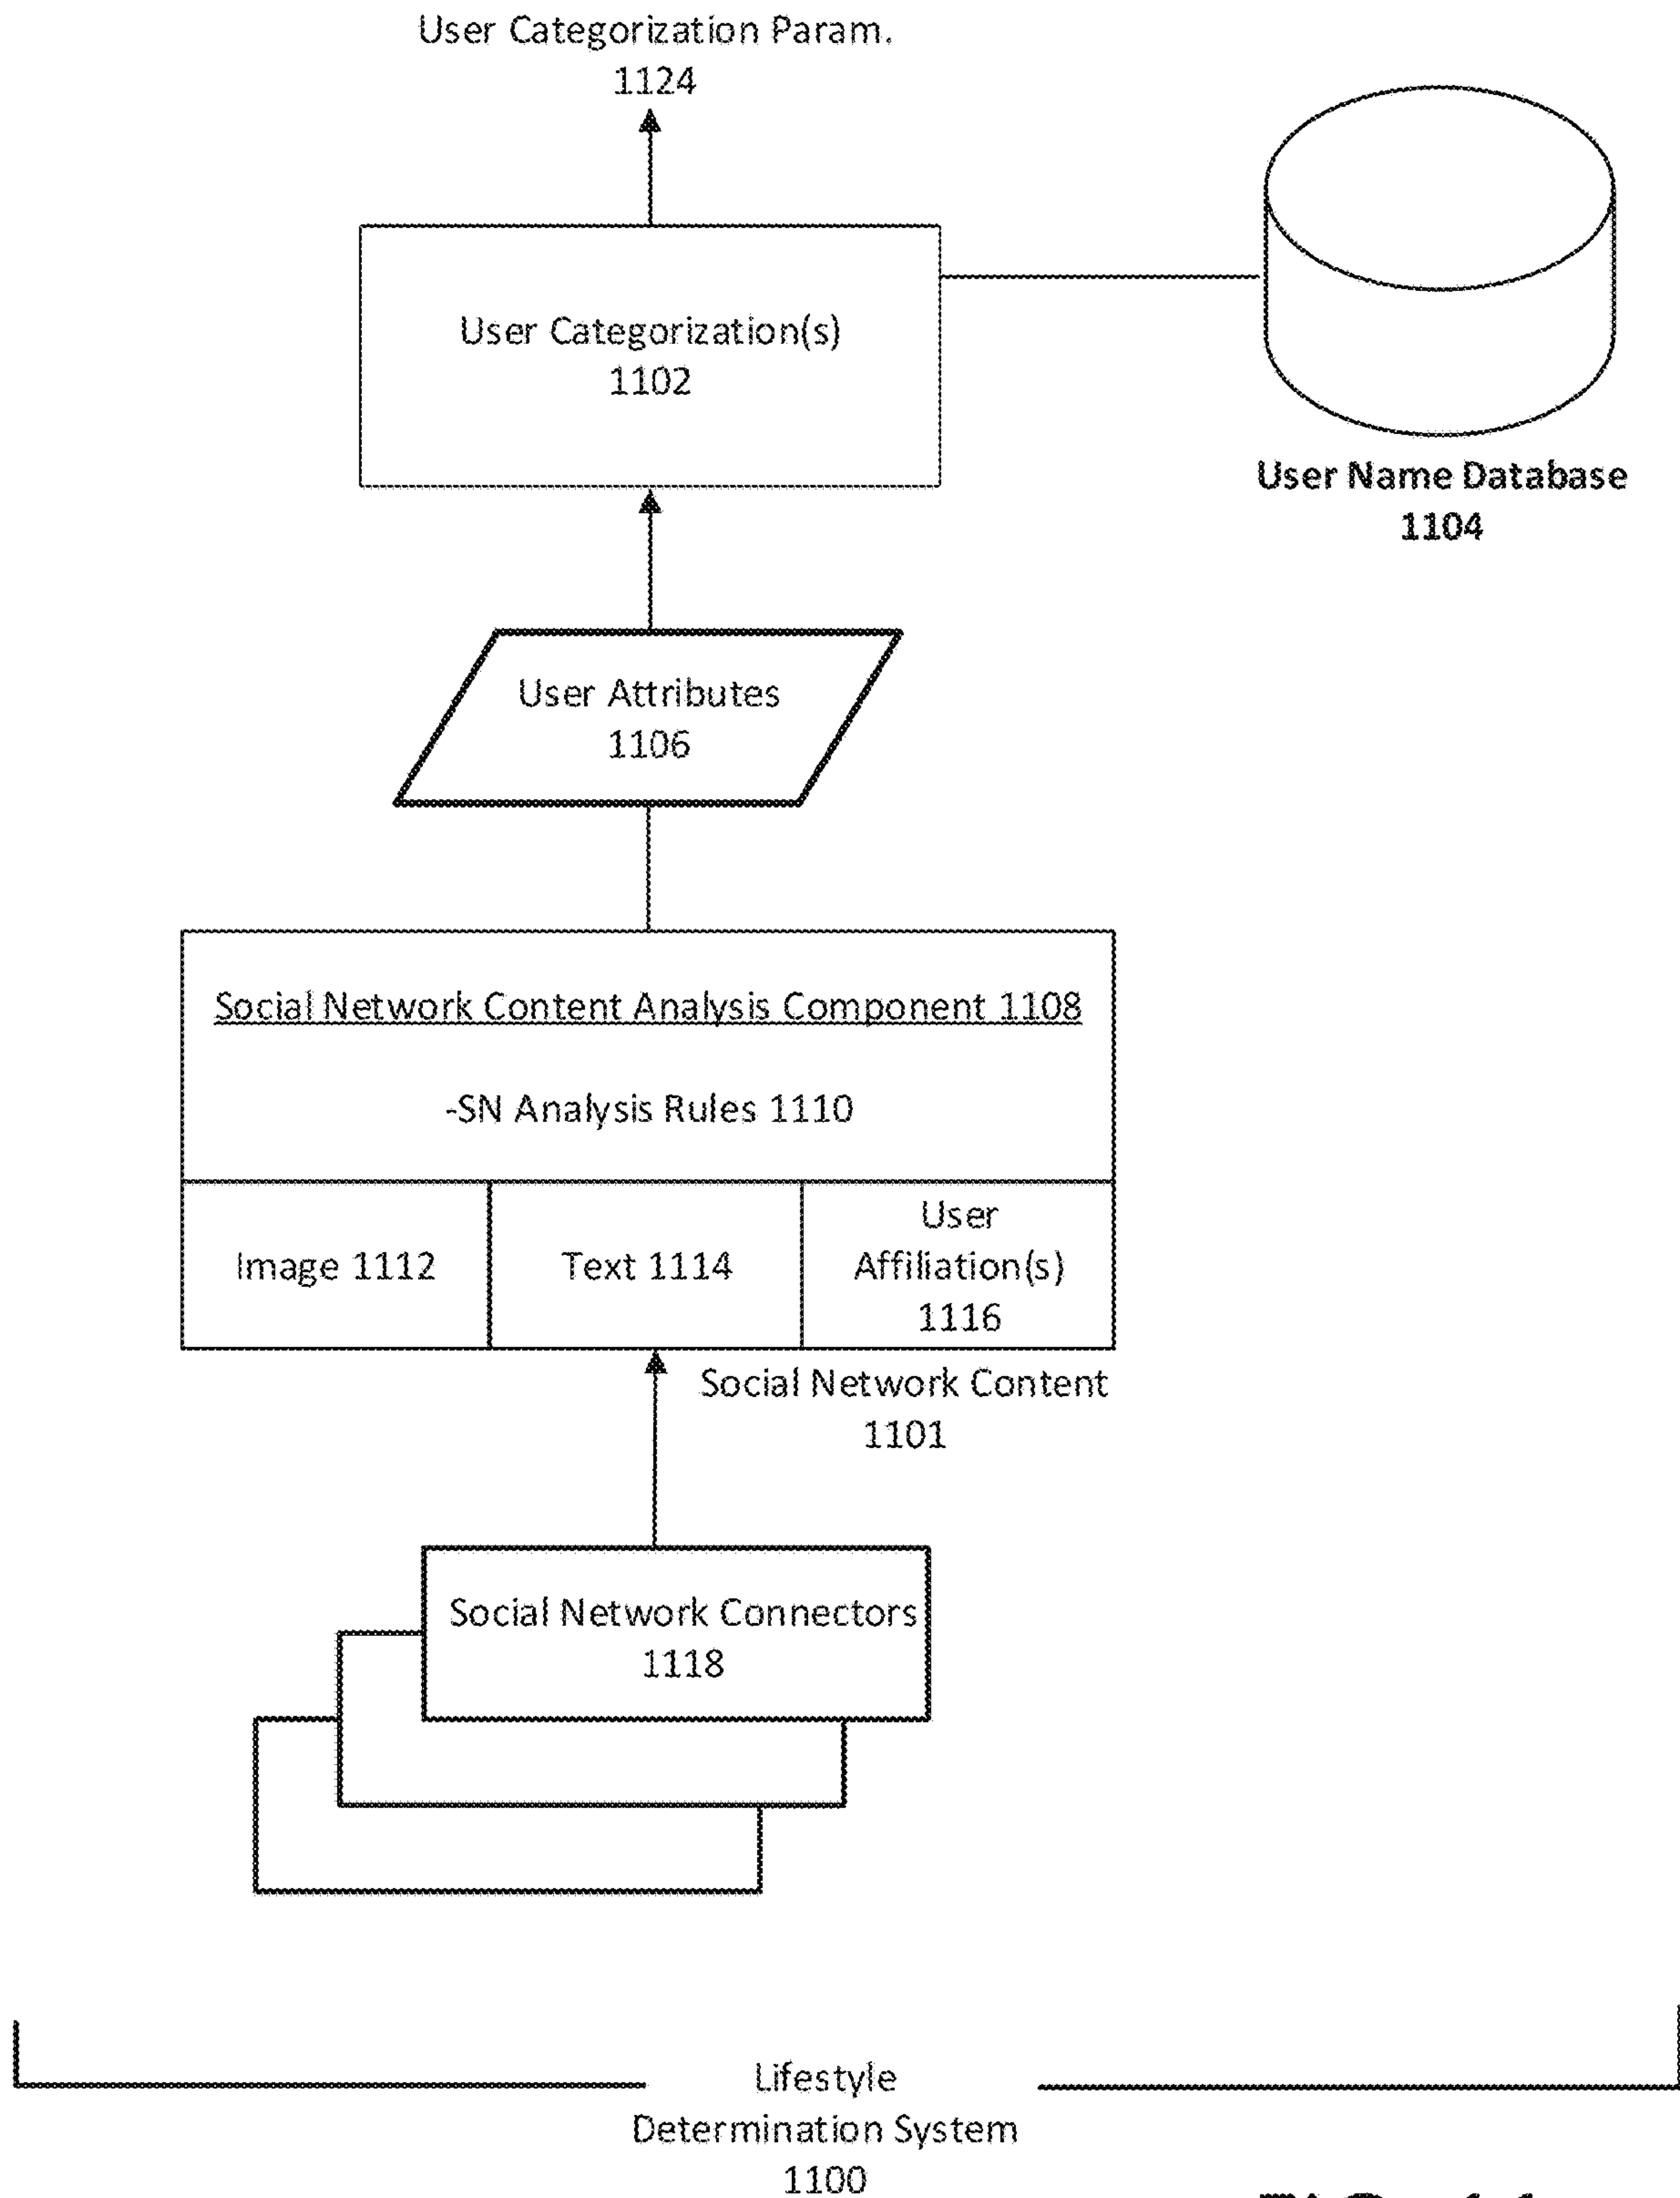 User Categorization Param.
1124
User Categorization(s)
1102
User Name Database
1104
User Attributes
1106
Social Network Content Analysis Component 1108
-SN Analysis Rules 1110
Image 1112
Text 1114
User
Affiliation(s)
1116
Social Network Content
1101
Social Network Connectors
1118
Lifestyle
Determination System
1100